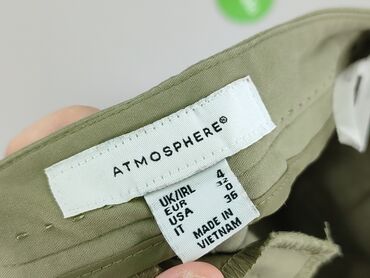 ATMOSPHERE®
UK/IRL 4
EUR 32
USA 0
IT 36
MADE IN
VIETNAM